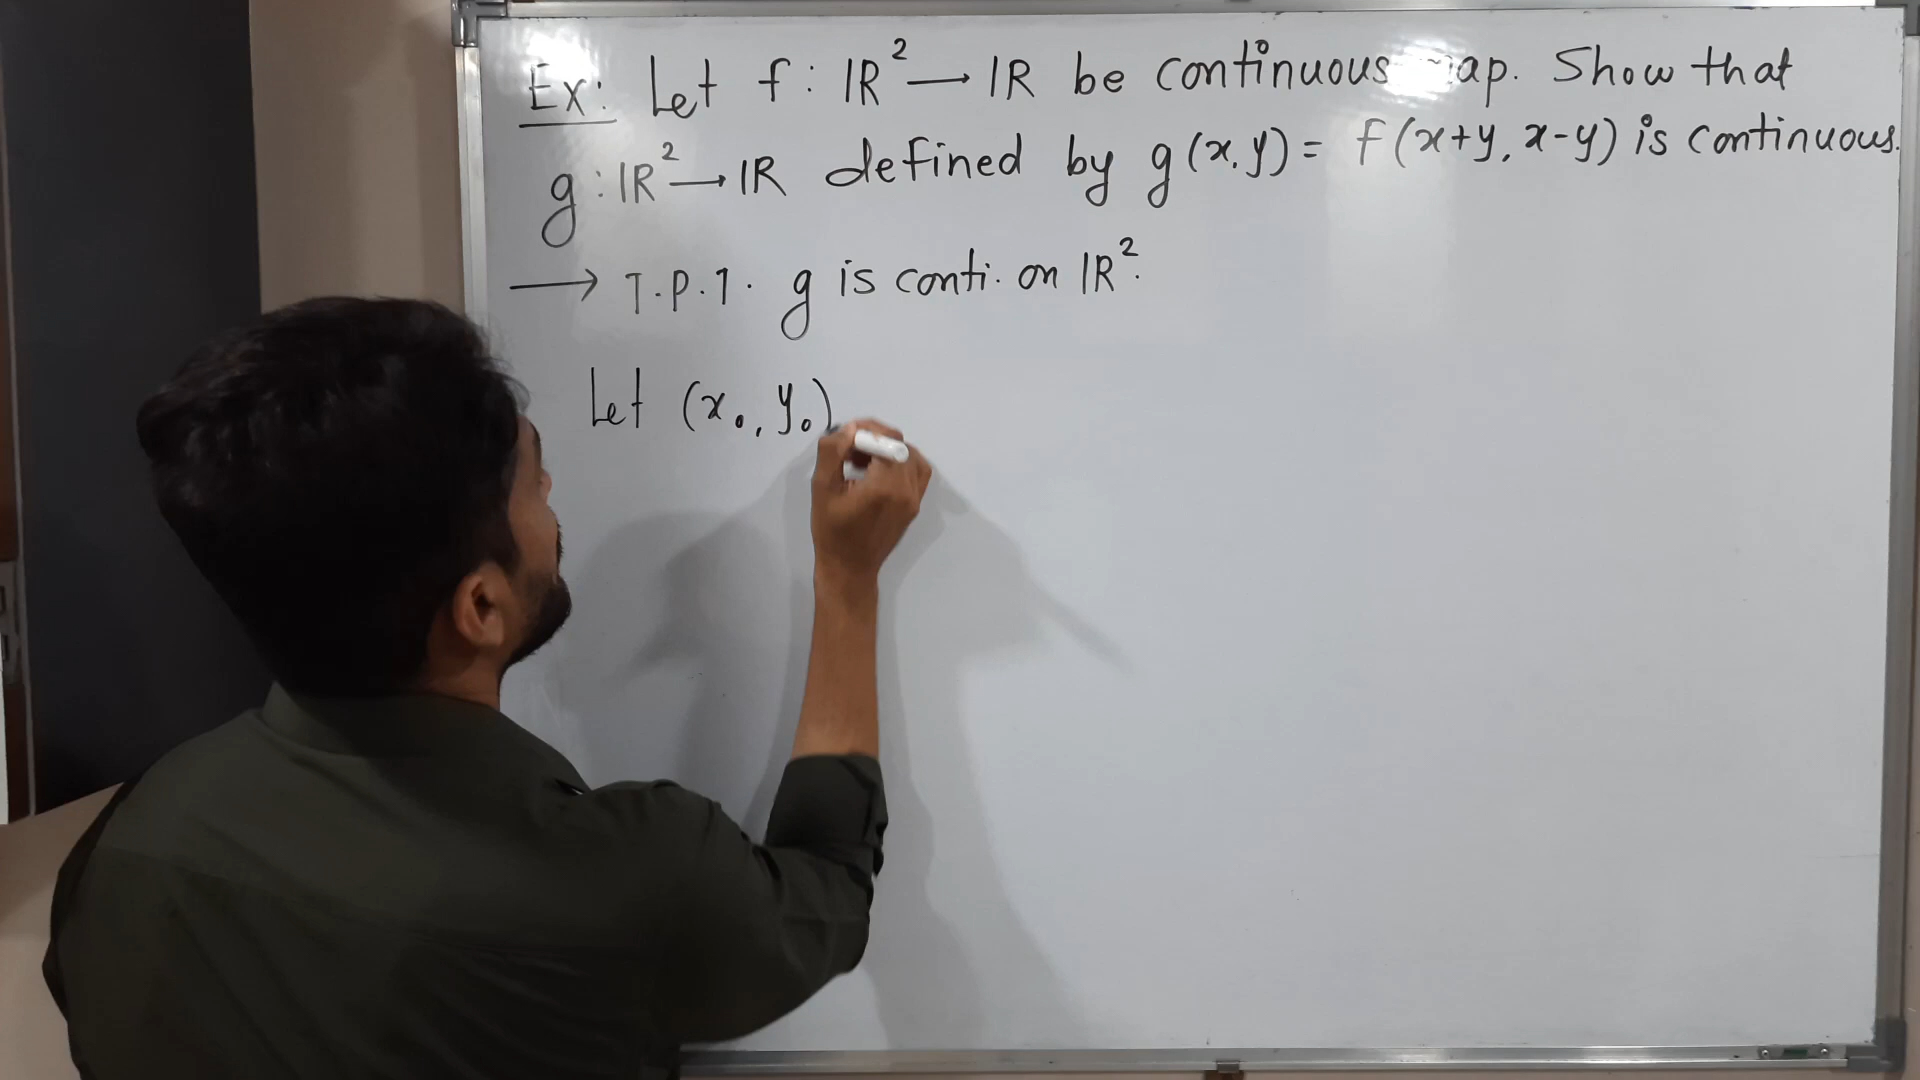 Ex: Let f : IR² → IR be continuous map. Show that
g : IR² → IR defined by g(x,y) = f(x+y, x-y) is continuous.
→ T.P.T. g is conti. on IR².
Let (x₀, y₀)